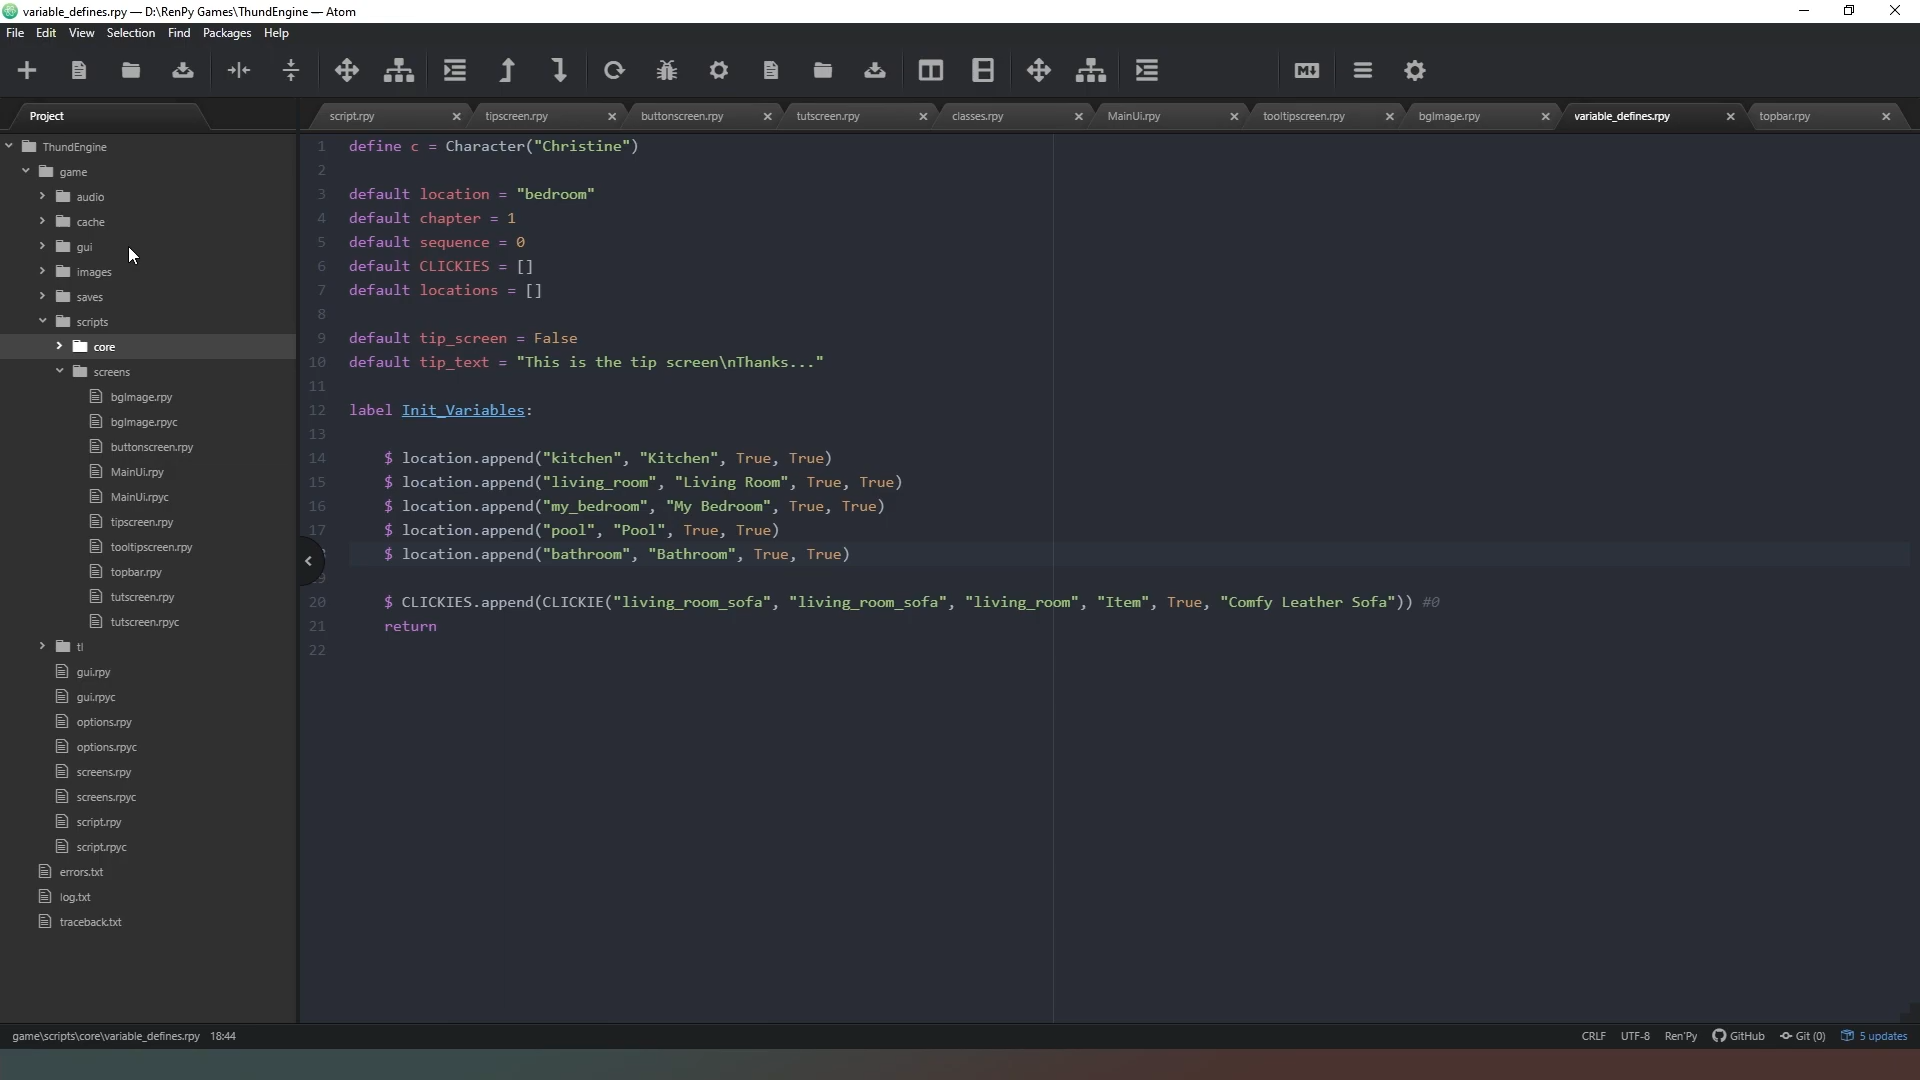 variable_defines.rpy — D:\RenPy Games\ThundEngine — Atom
File Edit View Selection Find Packages Help
Project
script.rpy
tipscreen.rpy
buttonscreen.rpy
tutscreen.rpy
classes.rpy
MainUi.rpy
tooltipscreen.rpy
bgImage.rpy
variable_defines.rpy
topbar.rpy
ThundEngine
game
audio
cache
gui
images
saves
scripts
core
screens
bgImage.rpy
bgImage.rpyc
buttonscreen.rpy
MainUi.rpy
MainUi.rpyc
tipscreen.rpy
tooltipscreen.rpy
topbar.rpy
tutscreen.rpy
tutscreen.rpyc
tl
gui.rpy
gui.rpyc
options.rpy
options.rpyc
screens.rpy
screens.rpyc
script.rpy
script.rpyc
errors.txt
log.txt
traceback.txt
1 define c = Character("Christine")
2
3 default location = "bedroom"
4 default chapter = 1
5 default sequence = 0
6 default CLICKIES = []
7 default locations = []
8
9 default tip_screen = False
10 default tip_text = "This is the tip screen\nThanks..."
11
12 label Init_Variables:
13
14 $ location.append("kitchen", "Kitchen", True, True)
15 $ location.append("living_room", "Living Room", True, True)
16 $ location.append("my_bedroom", "My Bedroom", True, True)
17 $ location.append("pool", "Pool", True, True)
$ location.append("bathroom", "Bathroom", True, True)
20 $ CLICKIES.append(CLICKIE("living_room_sofa", "living_room_sofa", "living_room", "Item", True, "Comfy Leather Sofa")) #0
21 return
22
game\scripts\core\variable_defines.rpy 18:44
CRLF UTF-8 Ren'Py GitHub Git (0) 5 updates